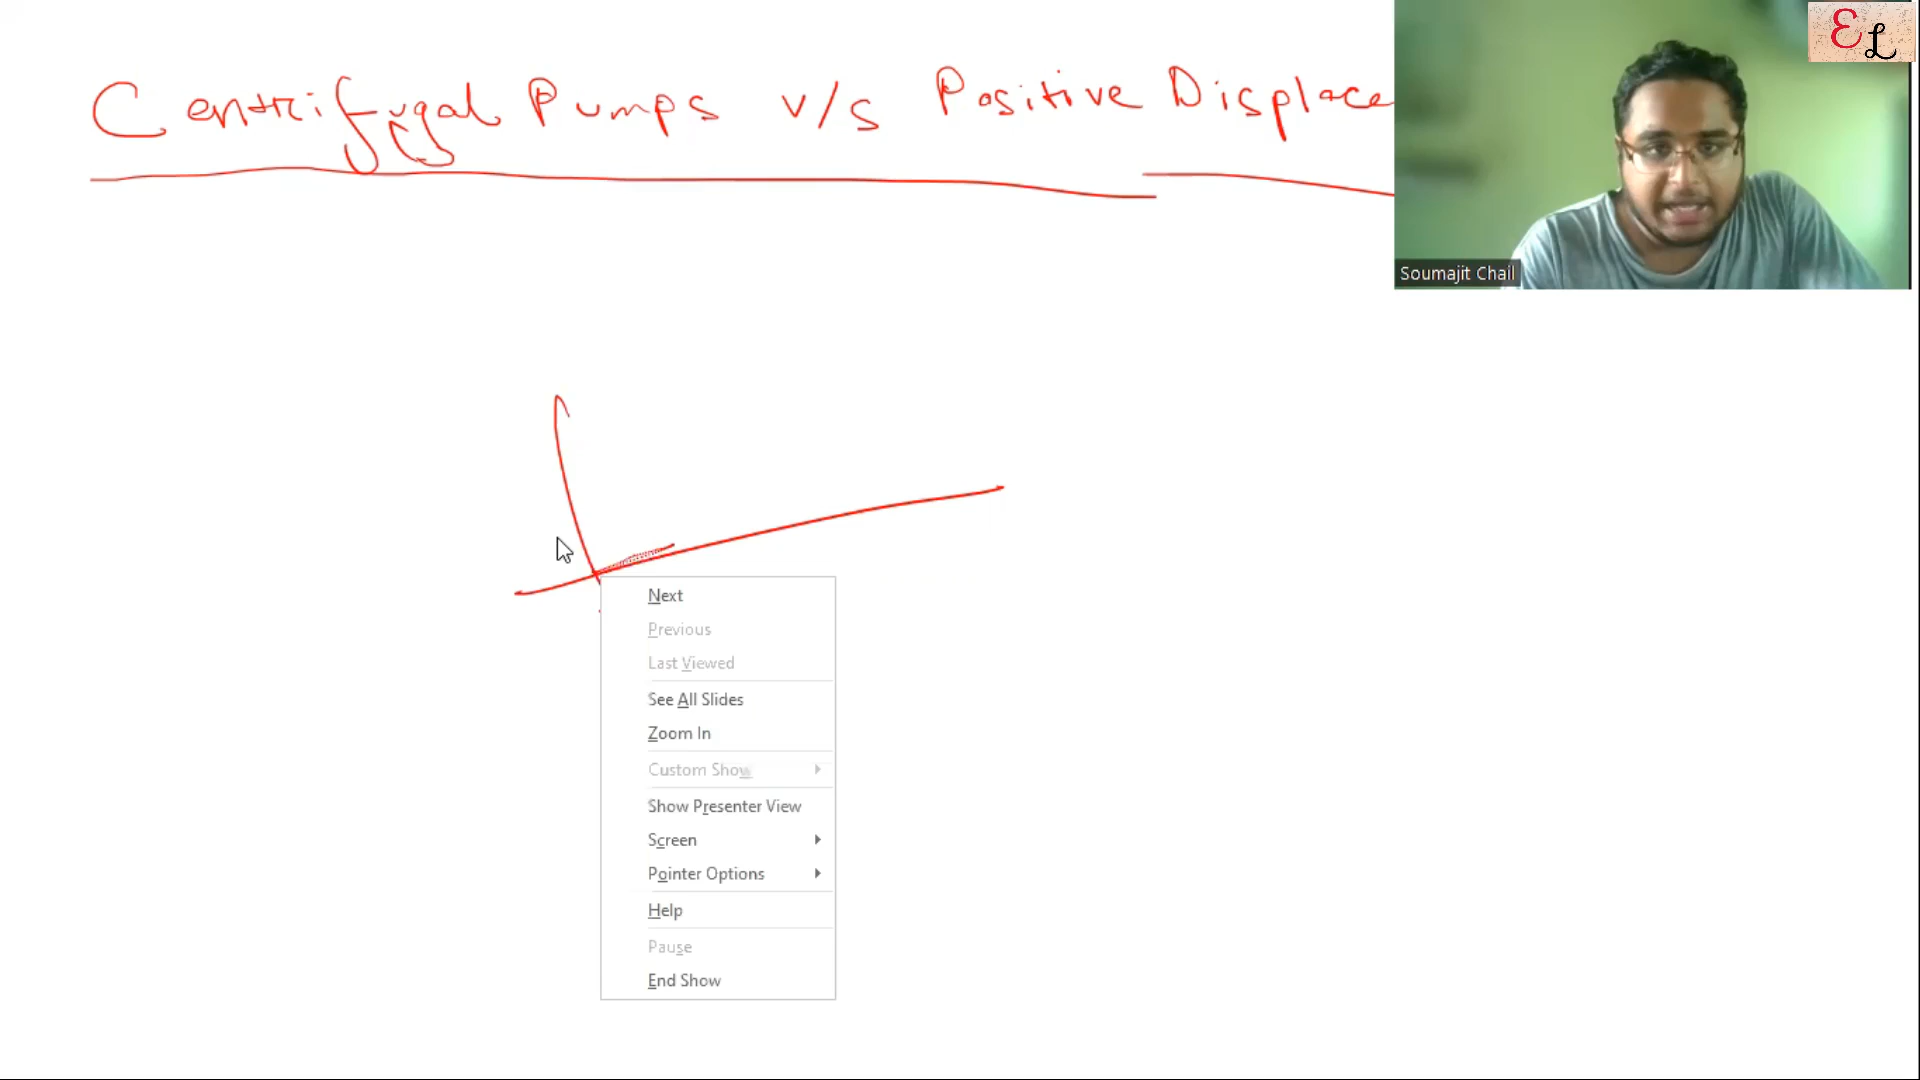 Centrifugal Pumps v/s Positive Displace
EL
Soumajit Chail
Next
Previous
Last Viewed
See All Slides
Zoom In
Custom Show
Show Presenter View
Screen
Pointer Options
Help
Pause
End Show